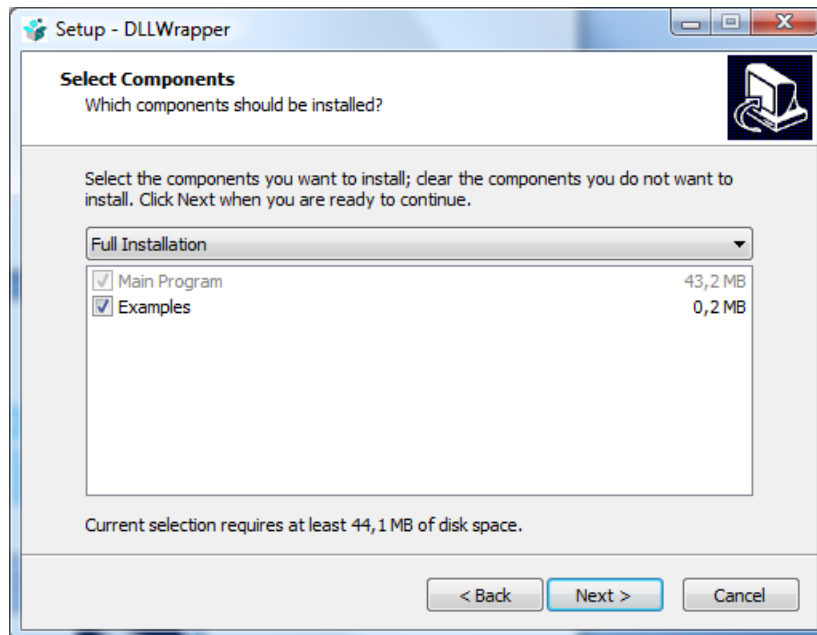 Setup - DLLWrapper
Select Components
Which components should be installed?
Select the components you want to install; clear the components you do not want to
install. Click Next when you are ready to continue.
Full Installation
Main Program 43,2 MB
Examples 0,2 MB
Current selection requires at least 44,1 MB of disk space.
< Back Next > Cancel